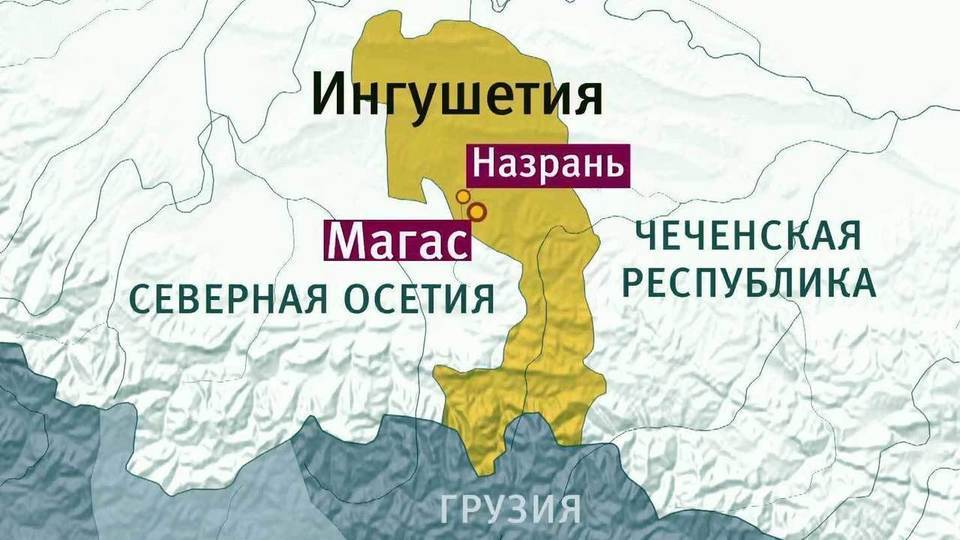 Ингушетия
Назрань
Магас
ЧЕЧЕНСКАЯ
РЕСПУБЛИКА
СЕВЕРНАЯ ОСЕТИЯ
ГРУЗИЯ